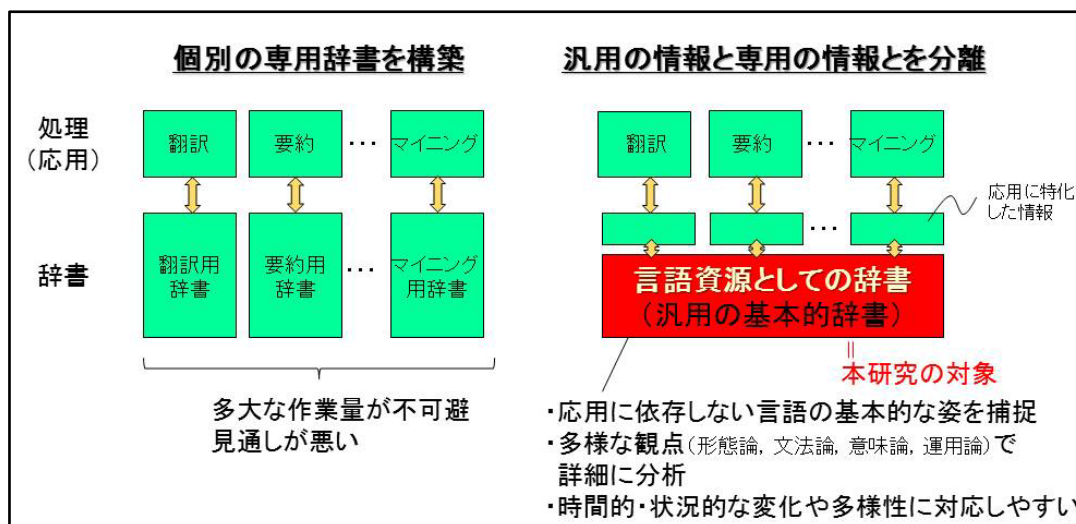 個別の専用辞書を構築
処理
(応用)
翻訳
要約
…
マイニング
辞書
翻訳用
辞書
要約用
辞書
…
マイニング
用辞書
多大な作業量が不可避
見通しが悪い
汎用の情報と専用の情報とを分離
翻訳
要約
…
マイニング
…
応用に特化
した情報
言語資源としての辞書
(汎用の基本的辞書)
||
本研究の対象
・応用に依存しない言語の基本的な姿を捕捉
・多様な観点(形態論, 文法論, 意味論, 運用論)で
詳細に分析
・時間的・状況的な変化や多様性に対応しやすい